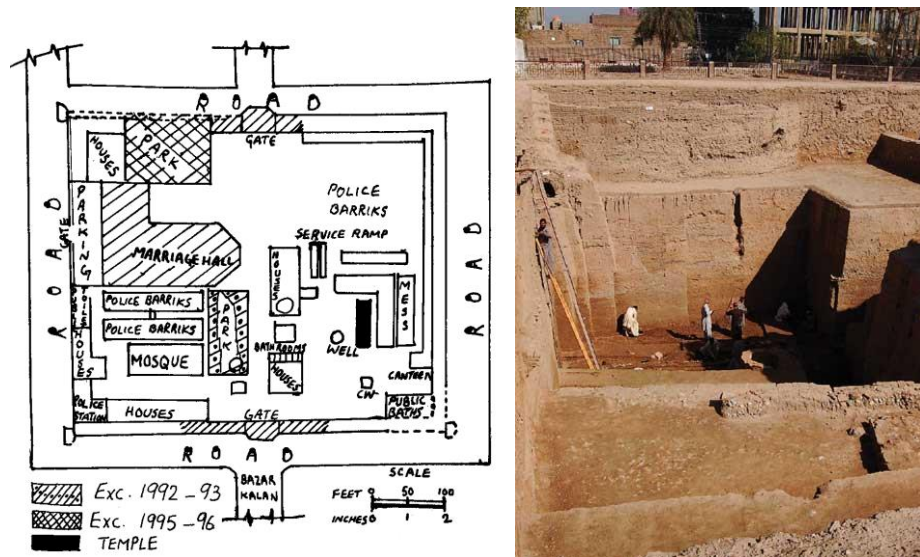 ROAD
GATE
HOUSES
PARK
PARKING
ROAD
GATE
POLICE
BARRIKS
SERVICE RAMP
MARRIAGE HALL
HOUSES
MESS
ROAD
POLICE BARRIKS
POLICE BARRIKS
MOSQUE
PARK
WELL
BATHROOMS
HOUSES
HOUSES
CANTEEN
CW
POLICE
STATION
HOUSES
GATE
PUBLIC
BATHS
ROAD
BAZAR
KALAN
SCALE
FEET 0 50 100
INCHES 0 1 2
Exc. 1992-93
Exc. 1995-96
TEMPLE